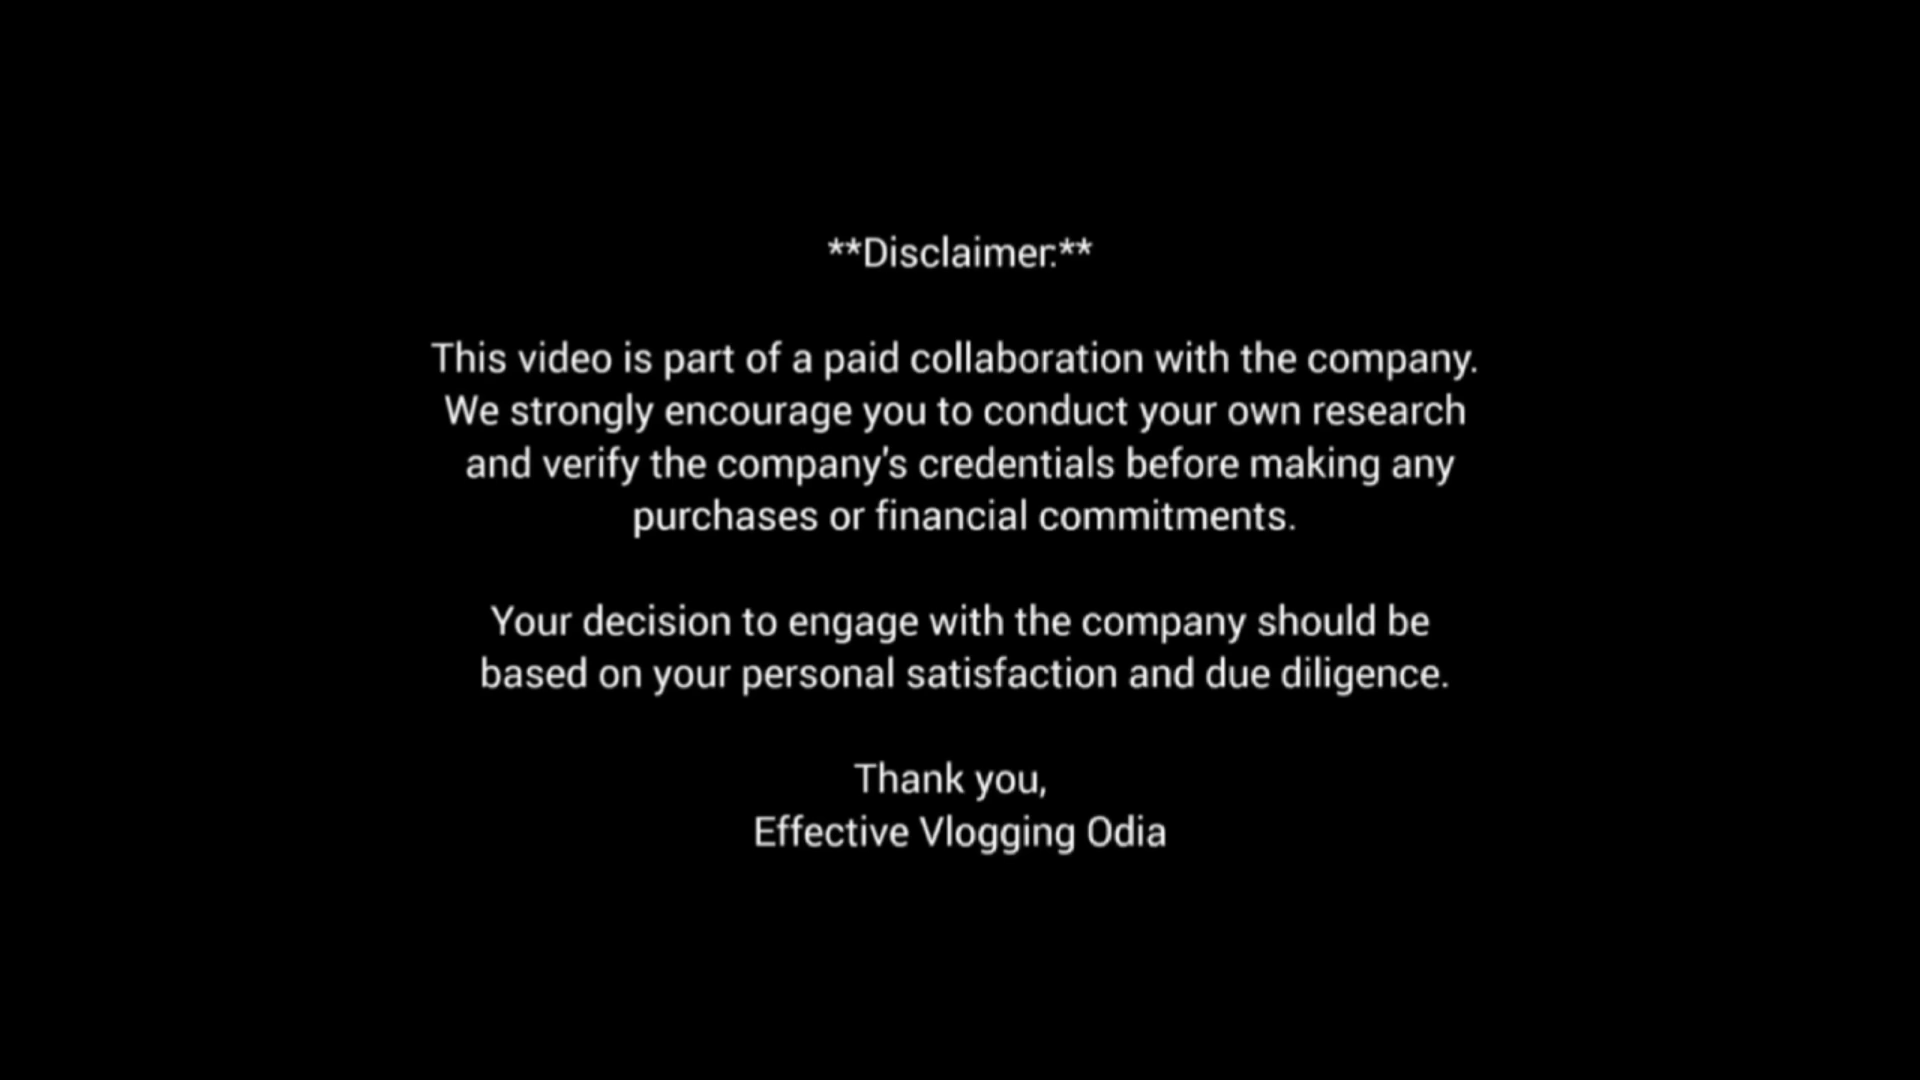 **Disclaimer:**
This video is part of a paid collaboration with the company.
We strongly encourage you to conduct your own research
and verify the company's credentials before making any
purchases or financial commitments.
Your decision to engage with the company should be
based on your personal satisfaction and due diligence.
Thank you,
Effective Vlogging Odia